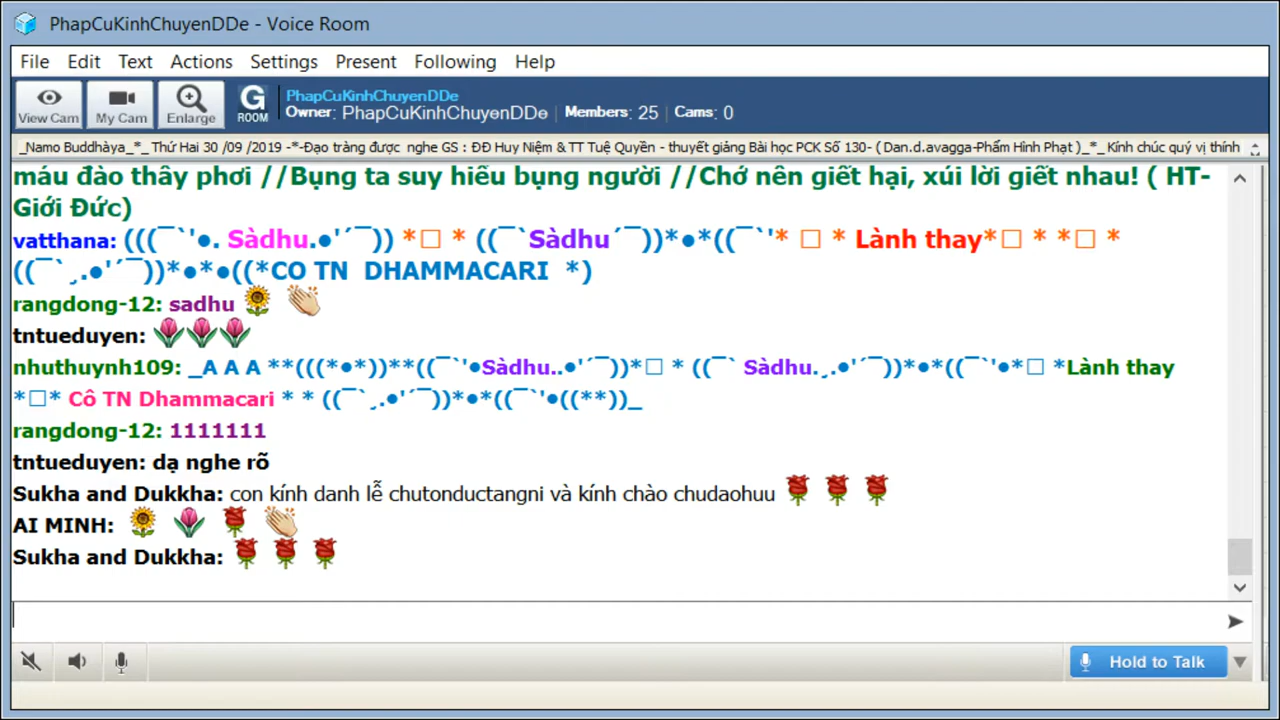 PhapCuKinhChuyenDDe - Voice Room
File Edit Text Actions Settings Present Following Help
View Cam My Cam Enlarge G ROOM PhapCuKinhChuyenDDe
Owner: PhapCuKinhChuyenDDe | Members: 25 | Cams: 0
_Namo Buddhàya_*_ Thứ Hai 30 /09 /2019 -*-Đạo tràng được nghe GS : ĐĐ Huy Niệm & TT Tuệ Quyền - thuyết giảng Bài học PCK Số 130- ( Dan.d.avagga-Phẩm Hình Phạt )_*_ Kính chúc quý vị thính
máu đào thây phơi //Bụng ta suy hiểu bụng người //Chớ nên giết hại, xúi lời giết nhau! ( HT-
Giới Đức)
vatthana: (((¯`'●. Sàdhu.●'´¯)) *□ * ((¯`Sàdhu´¯))*●*((¯`'* □ * Lành thay*□ * *□ *
((¯`¸.●'´¯))*●*●((*CO TN DHAMMACARI *)
rangdong-12: sadhu 🌻 👏
tntueduyen: 🌷🌷🌷
nhuthuynh109: _A A A **(((*●*))**((¯`'●Sàdhu..●'´¯))*□ * ((¯` Sàdhu.¸.●'´¯))*●*((¯`'●*□ *Lành thay
*□* Cô TN Dhammacari * * ((¯`¸.●'´¯))*●*((¯`'●((**))_
rangdong-12: 1111111
tntueduyen: dạ nghe rõ
Sukha and Dukkha: con kính danh lễ chutonductangni và kính chào chudaohuu 🌹 🌹 🌹
AI MINH: 🌻 🌷 🌹 👏
Sukha and Dukkha: 🌹 🌹 🌹
Hold to Talk